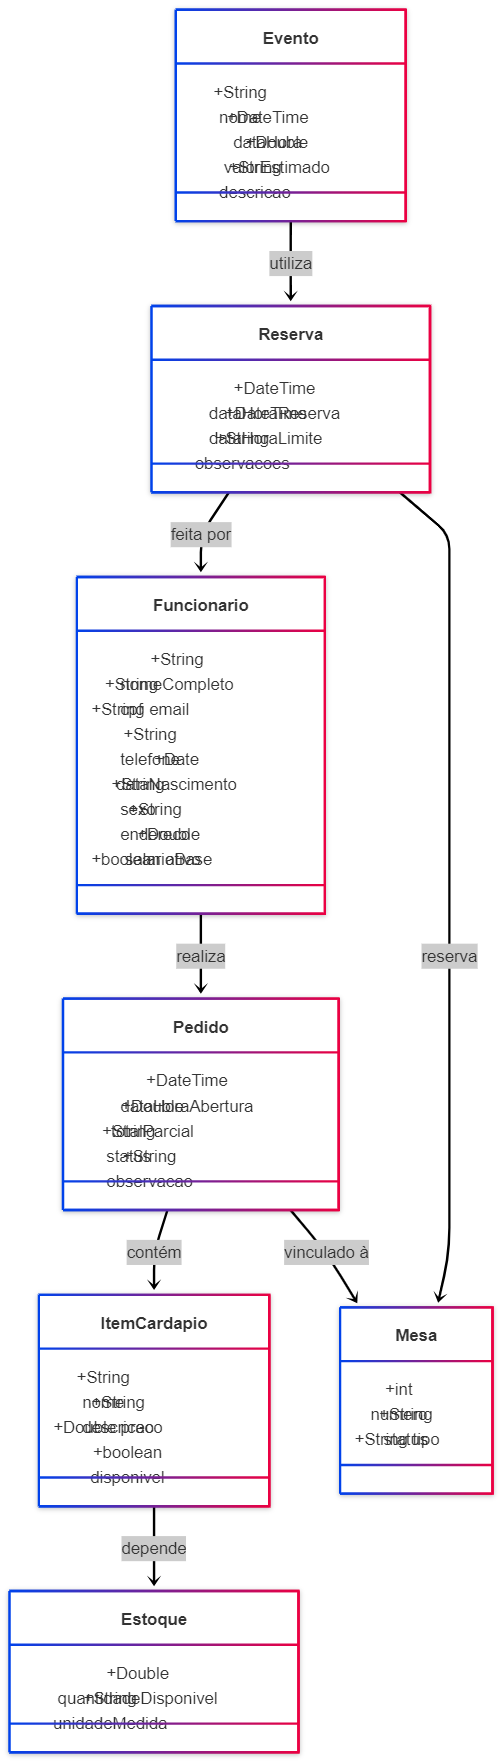 Evento
+String
nome
+DateTime
dataHora
+Double
valorEstimado
+String
descricao
utiliza
Reserva
+DateTime
dataHoraReserva
+DateTime
dataHoraLimite
+String
observacoes
feita por
Funcionario
+String
nomeCompleto
+String
cpf
+String email
+String
telefone
+Date
dataNascimento
+String
sexo
+String
endereco
+Double
salarioBase
+boolean ativo
realiza
reserva
Pedido
+DateTime
dataHoraAbertura
+Double
totalParcial
+String
status
+String
observacao
contém
vinculado à
ItemCardapio
+String
nome
+String
descricao
+Double preco
+boolean
disponivel
Mesa
+int
numero
+String
status
+String tipo
depende
Estoque
+Double
quantidadeDisponivel
+String
unidadeMedida